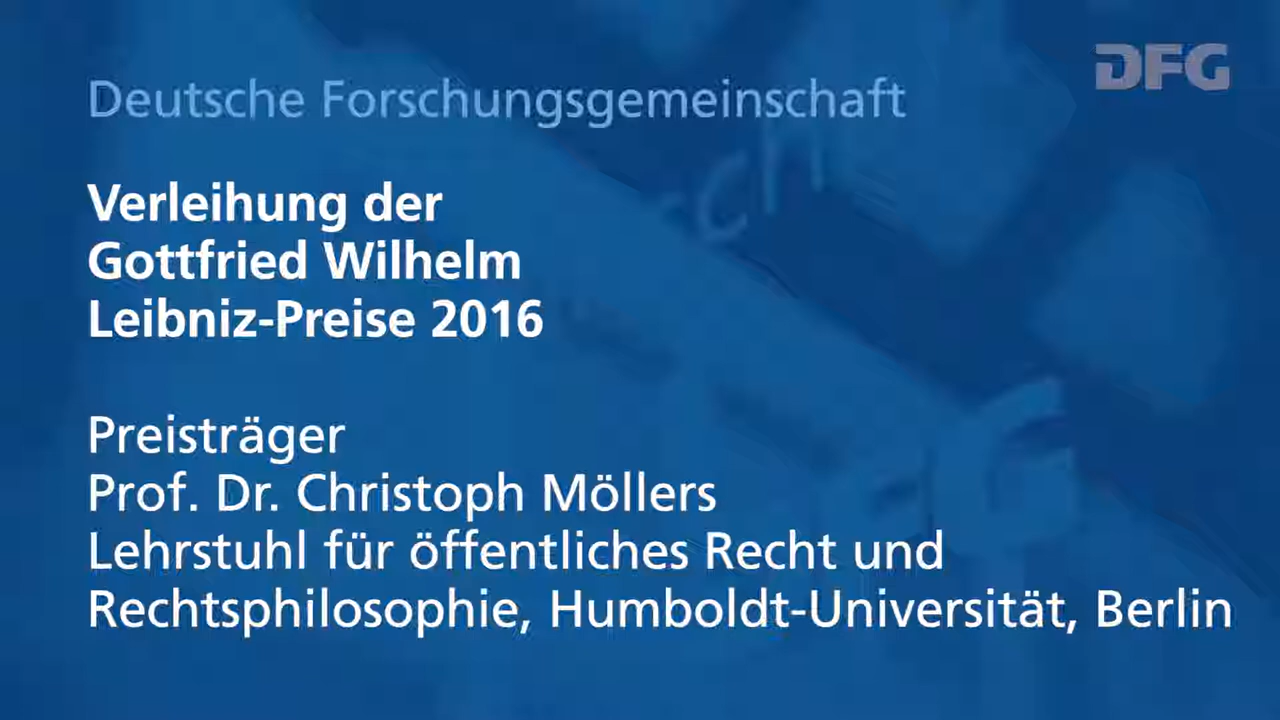 DFG
Deutsche Forschungsgemeinschaft
Verleihung der
Gottfried Wilhelm
Leibniz-Preise 2016
Preisträger
Prof. Dr. Christoph Möllers
Lehrstuhl für öffentliches Recht und
Rechtsphilosophie, Humboldt-Universität, Berlin